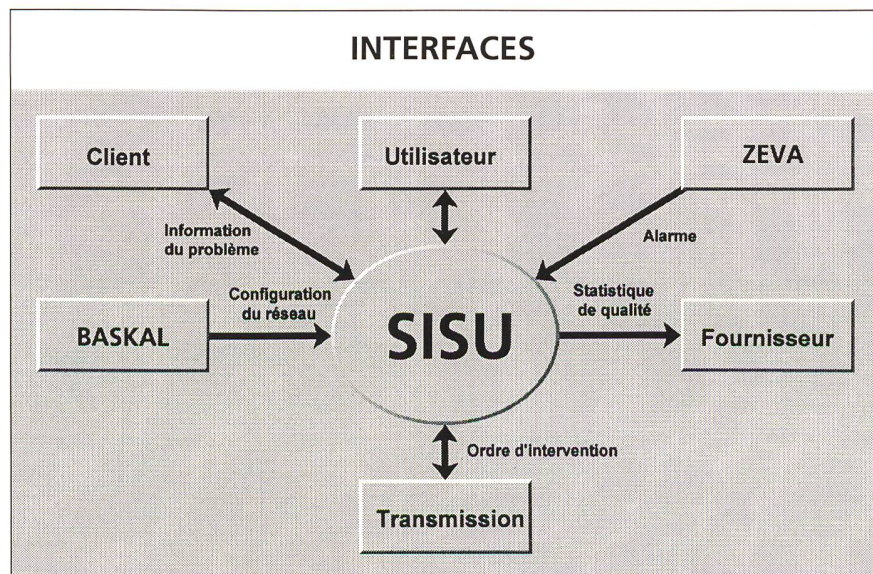 INTERFACES
Client
Utilisateur
ZEVA
Information
du problème
Alarme
Configuration
du réseau
Statistique
de qualité
BASKAL
SISU
Fournisseur
Ordre d'intervention
Transmission